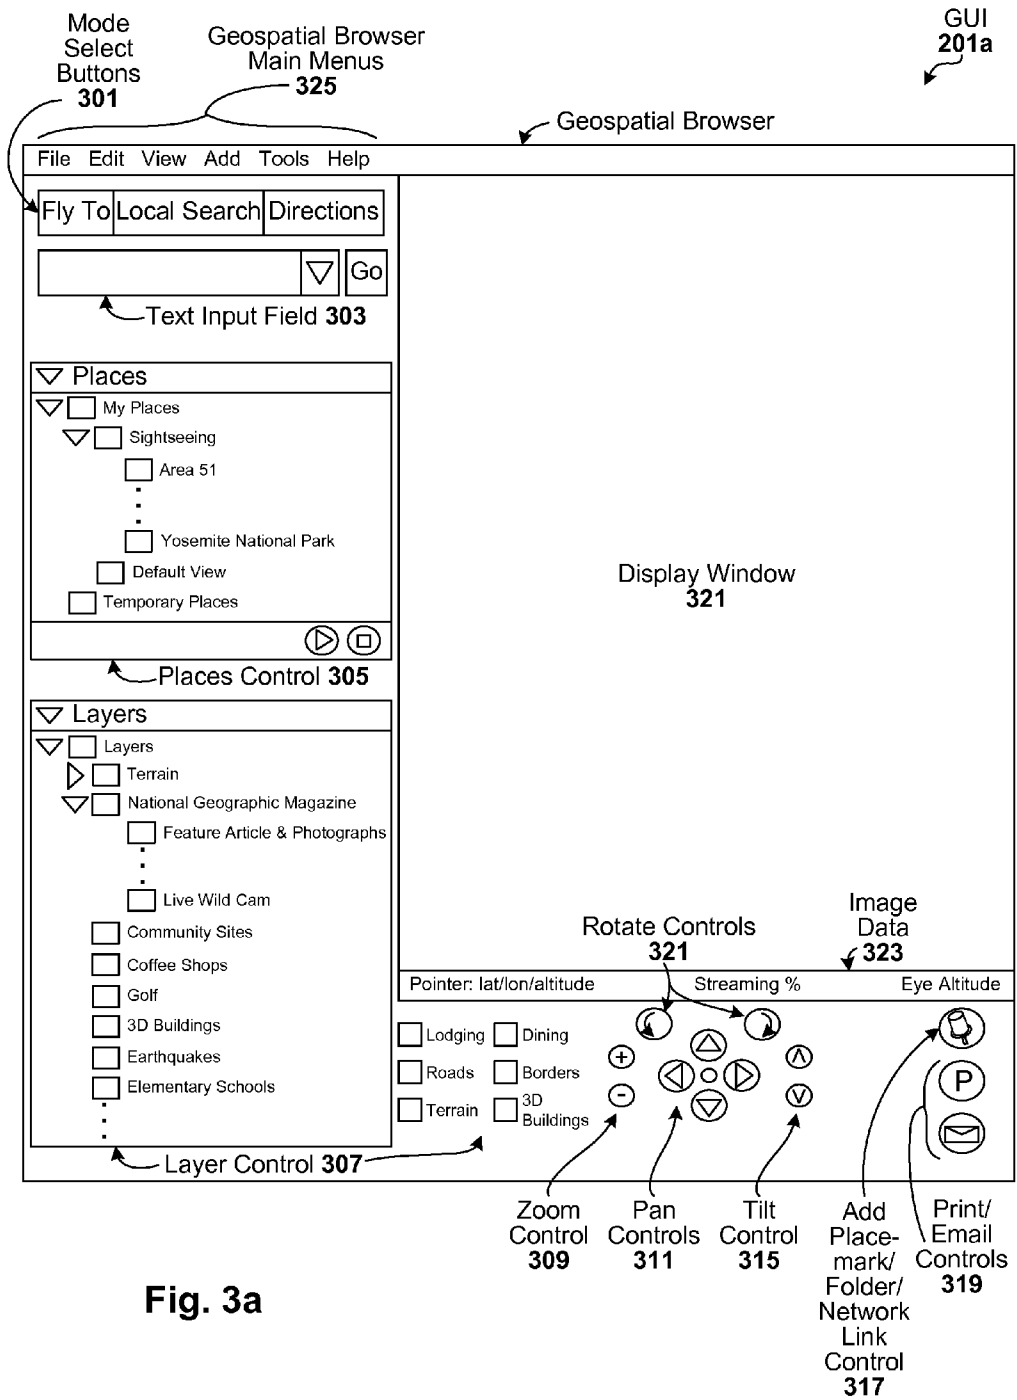 Mode
Select
Buttons
301
Geospatial Browser
Main Menus
325
GUI
201a
Geospatial Browser
File Edit View Add Tools Help
Fly To Local Search Directions
Go
Text Input Field 303
Places
My Places
Sightseeing
Area 51
Yosemite National Park
Default View
Temporary Places
Places Control 305
Display Window
321
Layers
Layers
Terrain
National Geographic Magazine
Feature Article & Photographs
Live Wild Cam
Community Sites
Coffee Shops
Golf
3D Buildings
Earthquakes
Elementary Schools
Layer Control 307
Rotate Controls
321
Image
Data
323
Pointer: lat/lon/altitude Streaming % Eye Altitude
Lodging Dining
Roads Borders
Terrain 3D
Buildings
+
-
P
Zoom
Control
309
Pan
Controls
311
Tilt
Control
315
Add
Place-
mark/
Folder/
Network
Link
Control
317
Print/
Email
Controls
319
Fig. 3a